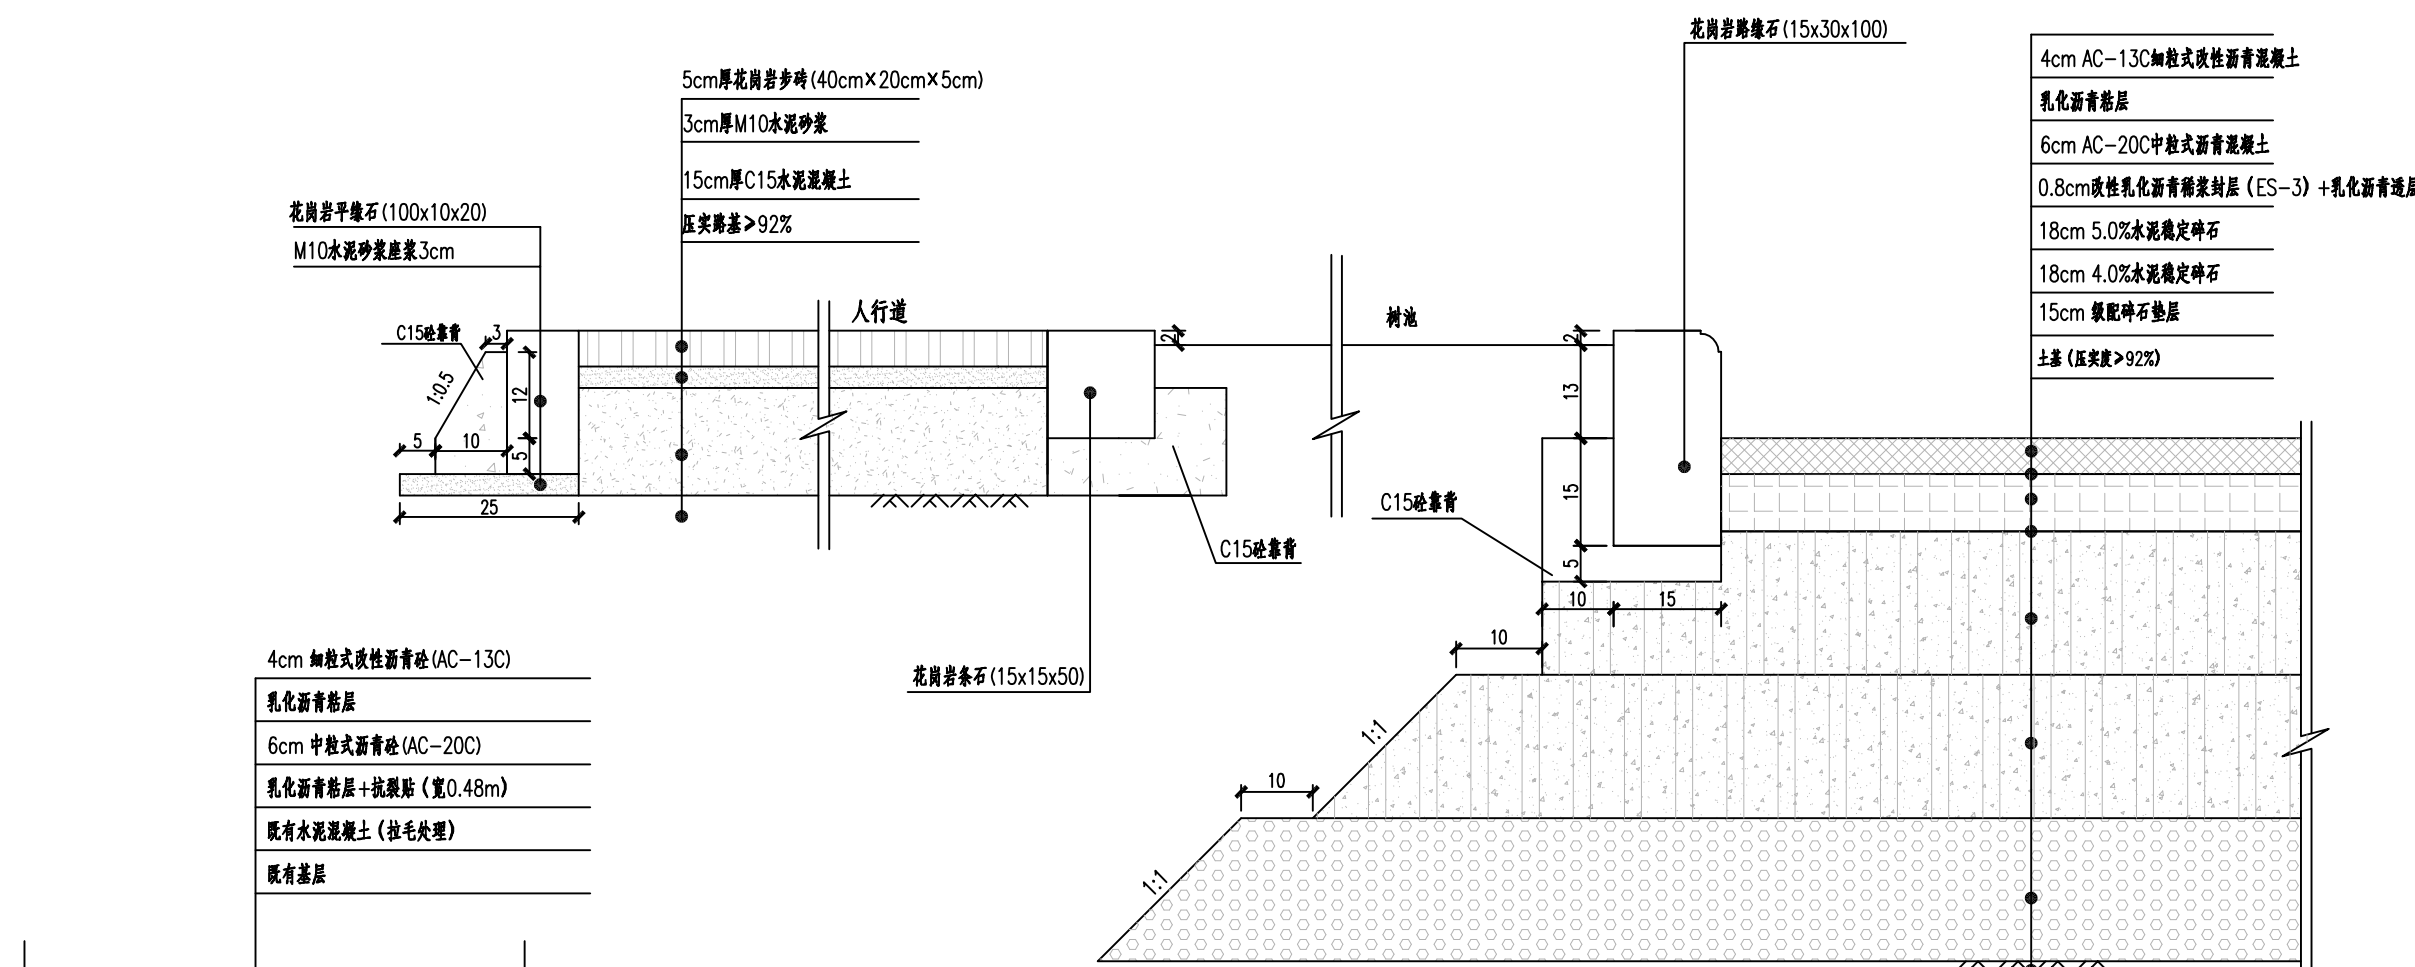 花岗岩路缘石(15x30x100)
4cm AC-13C细粒式改性沥青混凝土
乳化沥青粘层
6cm AC-20C中粒式沥青混凝土
0.8cm改性乳化沥青稀浆封层（ES-3）+乳化沥青透层
18cm 5.0%水泥稳定碎石
18cm 4.0%水泥稳定碎石
15cm 级配碎石垫层
土基（压实度>92%）
5cm厚花岗岩步砖(40cm×20cm×5cm)
3cm厚M10水泥砂浆
15cm厚C15水泥混凝土
压实路基>92%
花岗岩平缘石(100x10x20)
M10水泥砂浆座浆3cm
C15砼靠背
3
人行道
树池
2
2
1:0.5
12
13
5
10
5
25
15
C15砼靠背
C15砼靠背
5
10
15
10
花岗岩条石(15x15x50)
1:1
10
1:1
4cm 细粒式改性沥青砼(AC-13C)
乳化沥青粘层
6cm 中粒式沥青砼(AC-20C)
乳化沥青粘层+抗裂贴（宽0.48m）
既有水泥混凝土（拉毛处理）
既有基层